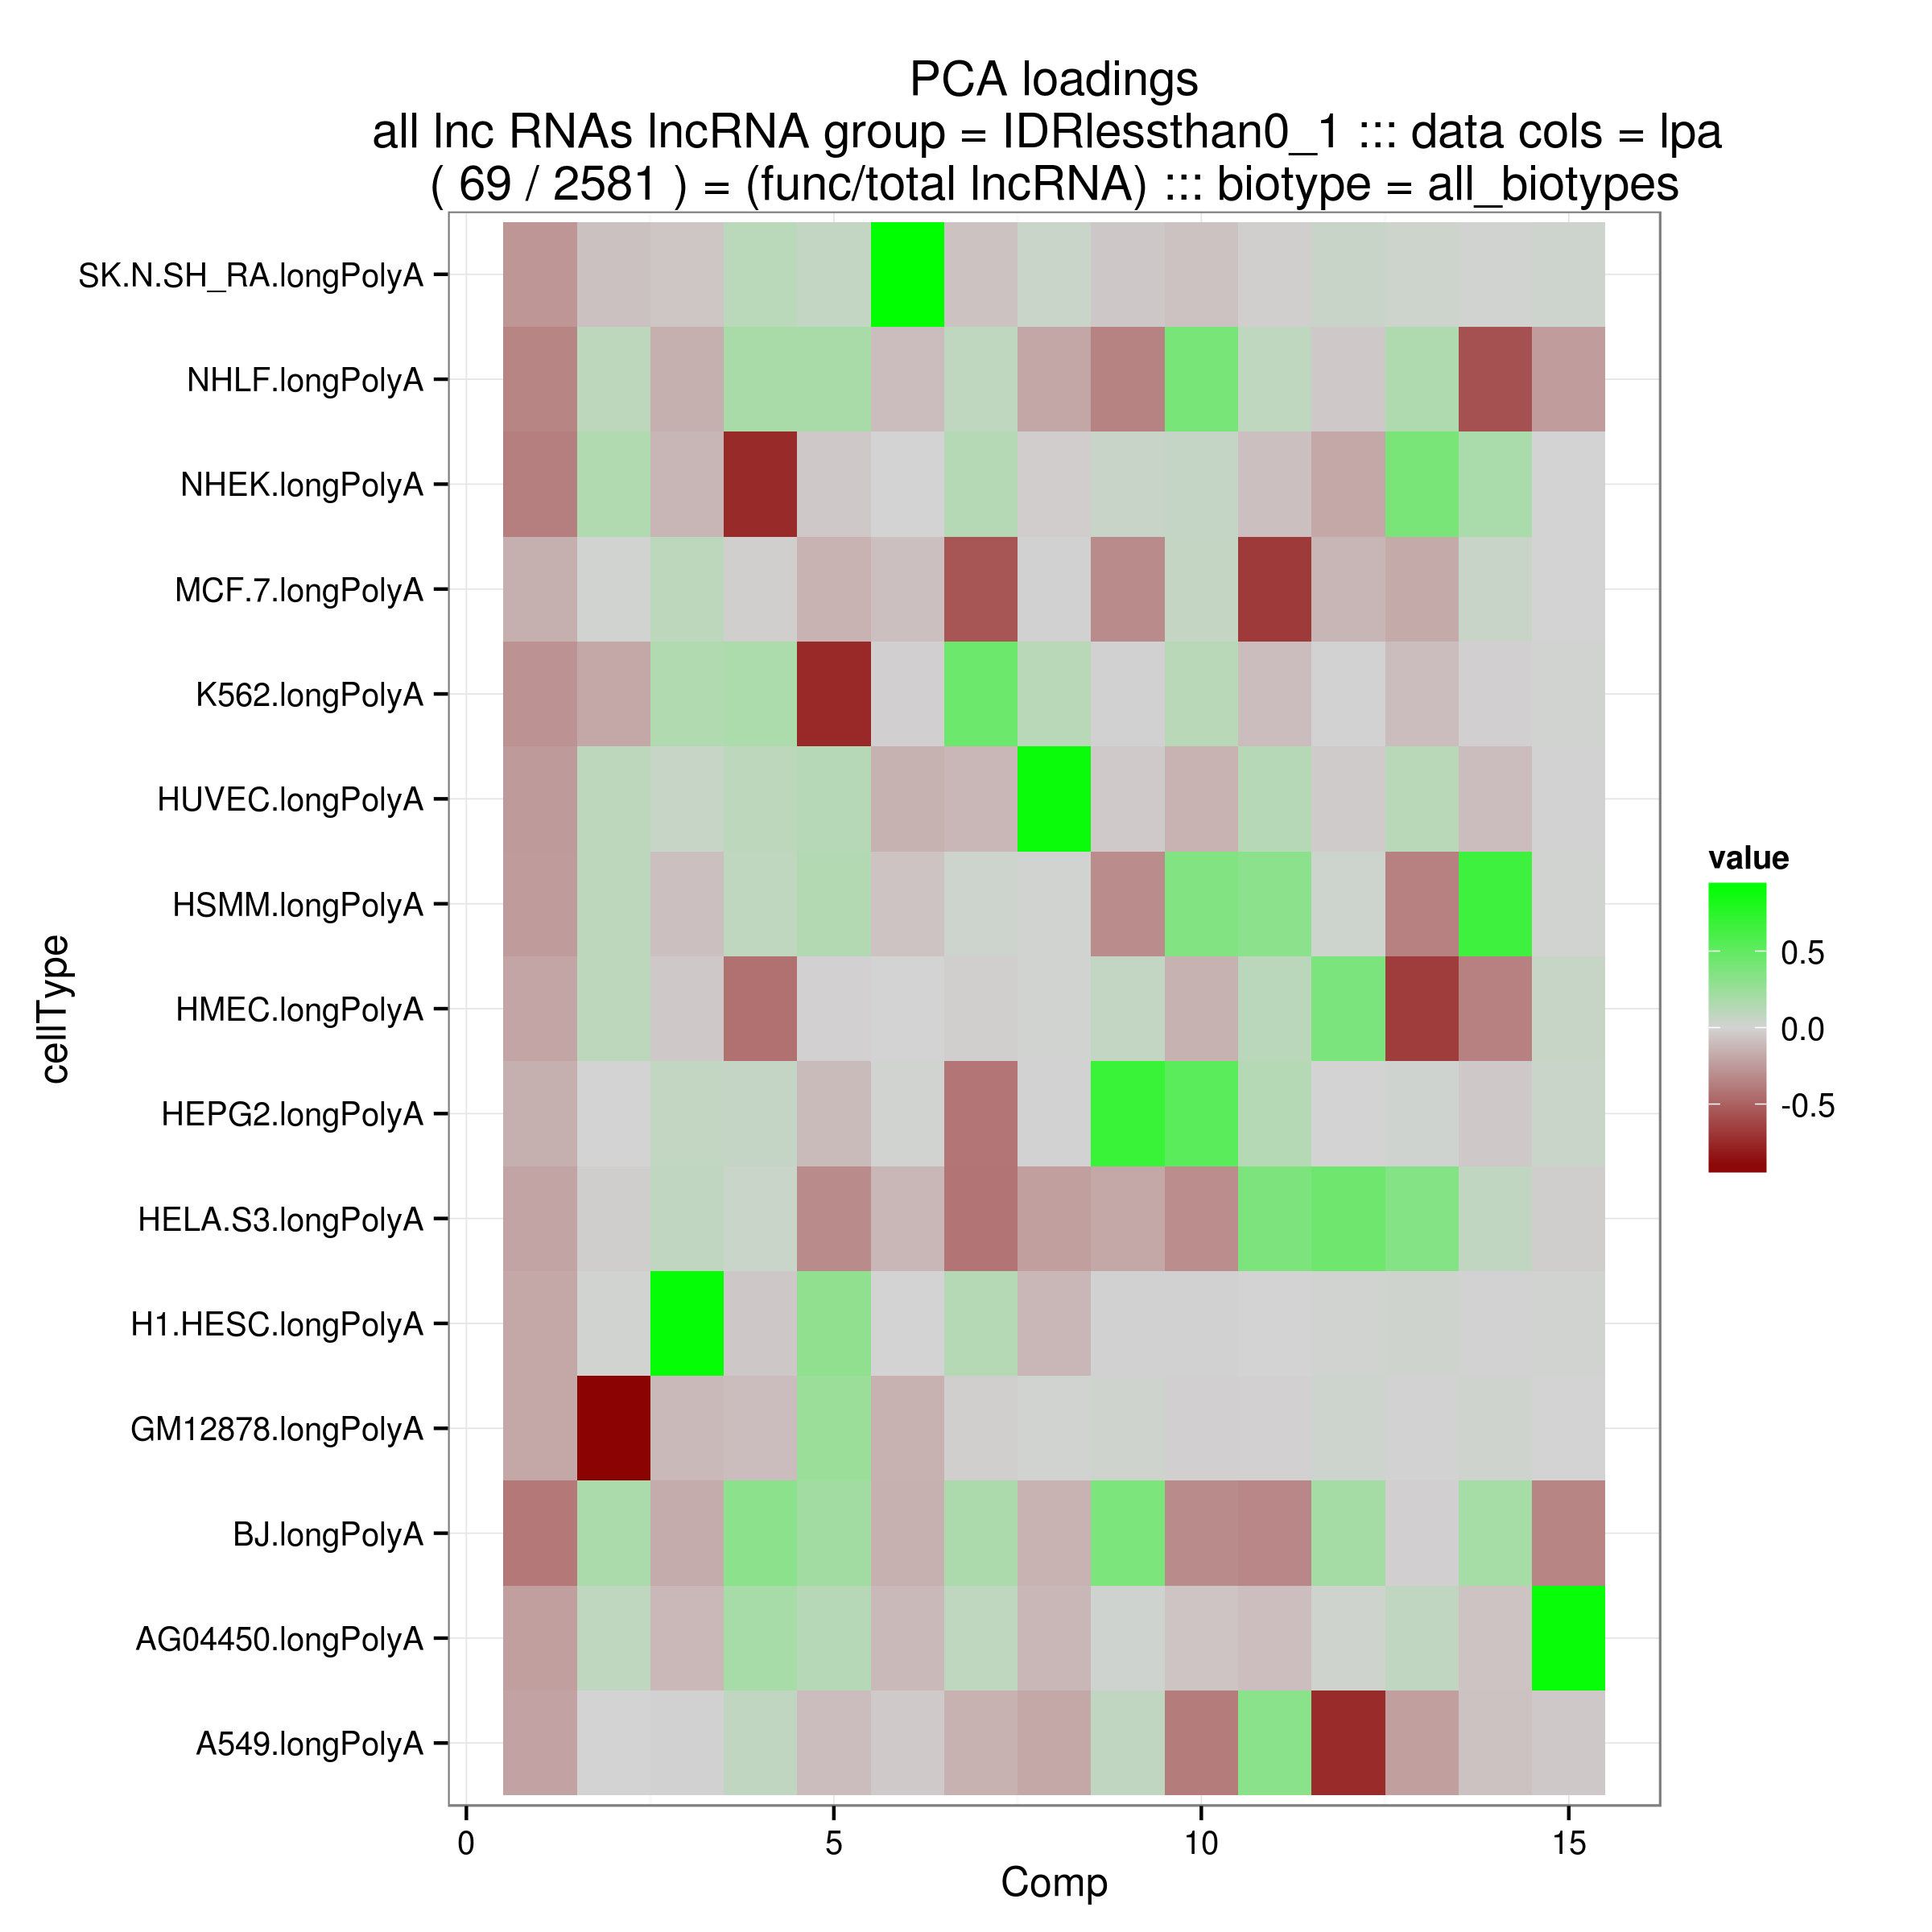 PCA loadings
all lnc RNAs lncRNA group = IDRlessthan0_1 ::: data cols = lpa
( 69 / 2581 ) = (func/total lncRNA) ::: biotype = all_biotypes
cellType
SK.N.SH_RA.longPolyA
NHLF.longPolyA
NHEK.longPolyA
MCF.7.longPolyA
K562.longPolyA
HUVEC.longPolyA
HSMM.longPolyA
HMEC.longPolyA
HEPG2.longPolyA
HELA.S3.longPolyA
H1.HESC.longPolyA
GM12878.longPolyA
BJ.longPolyA
AG04450.longPolyA
A549.longPolyA
0 5 10 15
Comp
value
0.5
0.0
-0.5